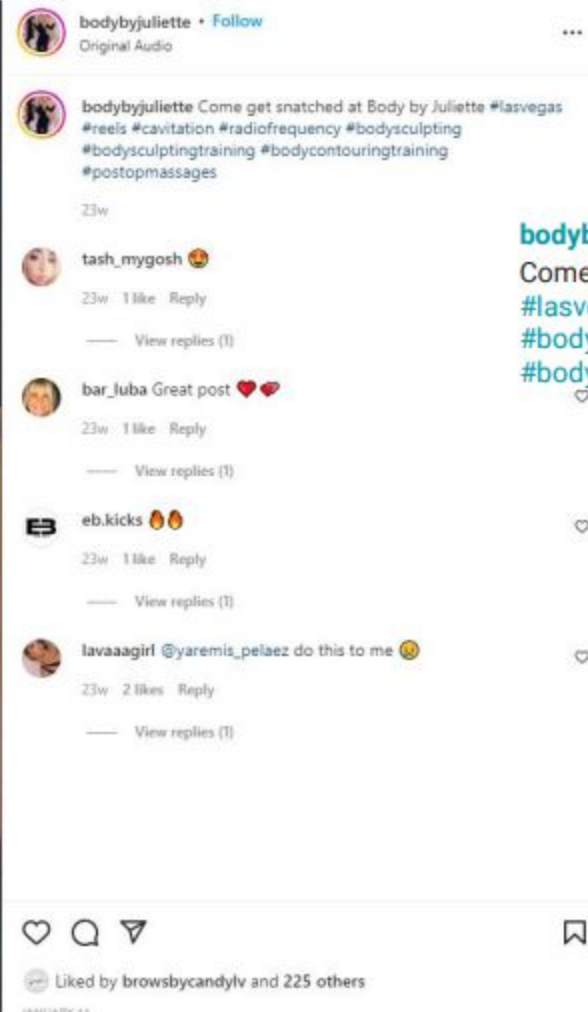 bodybyjuliette • Follow
Original Audio
bodybyjuliette Come get snatched at Body by Juliette #lasvegas
#reels #cavitation #radiofrequency #bodysculpting
#bodysculptingtraining #bodycontouringtraining
#postopmassages
23w
bodyb
Come
#lasv
#body
#body
tash_mygosh 😍
23w 1 like Reply
View replies (1)
bar_luba Great post ❤️💋
23w 1 like Reply
View replies (1)
EB
eb.kicks 🔥🔥
23w 1 like Reply
View replies (1)
lavaaagirl @yaremis_pelaez do this to me 😢
23w 2 likes Reply
View replies (1)
Liked by browsbycandylv and 225 others